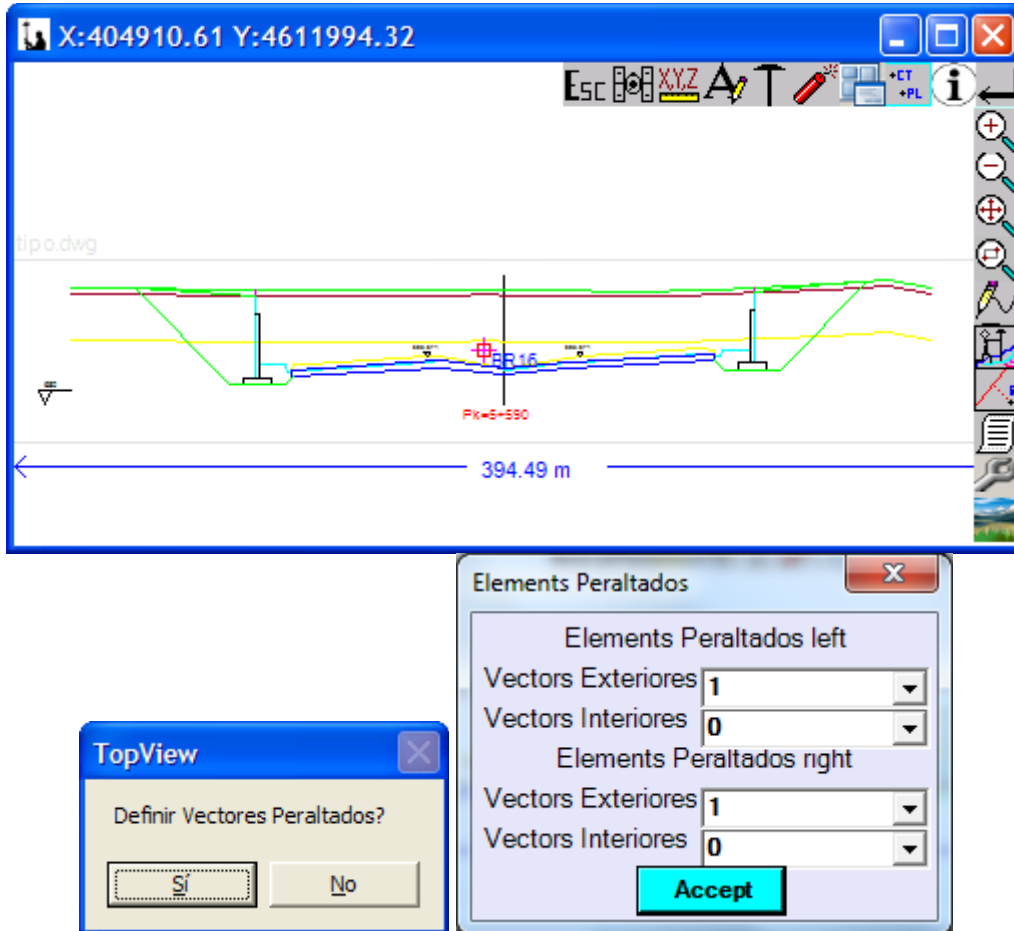 X:404910.61 Y:4611994.32
Esc X,Y,Z +CT
+PL
tipo.dwg
BR16
Pk=5+590
394.49 m
Elements Peraltados
Elements Peraltados left
Vectors Exteriores 1
Vectors Interiores 0
Elements Peraltados right
Vectors Exteriores 1
Vectors Interiores 0
Accept
TopView
Definir Vectores Peraltados?
Sí No